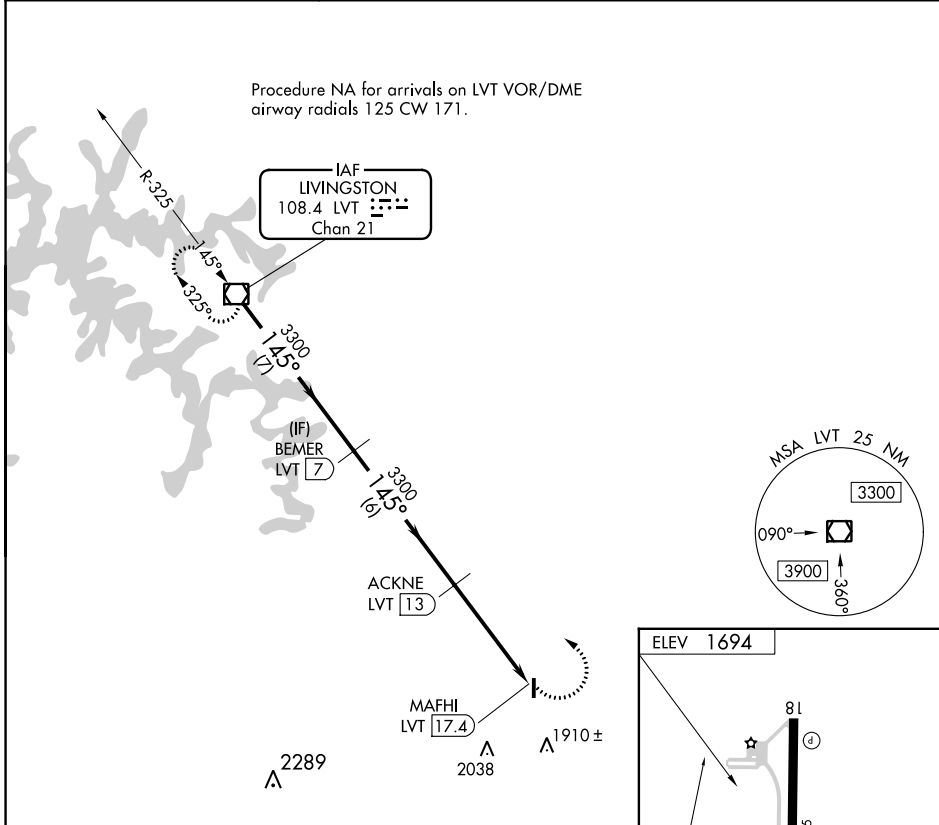 Procedure NA for arrivals on LVT VOR/DME
airway radials 125 CW 171.
R-325
IAF
LIVINGSTON
108.4 LVT
Chan 21
145°
325°
3300
145°
(7)
(IF)
BEMER
LVT 7
3300
145°
(6)
MSA LVT 25 NM
3300
090°
3900
360°
ACKNE
LVT 13
MAFHI
LVT 17.4
1910 ±
2038
2289
ELEV 1694
18
P